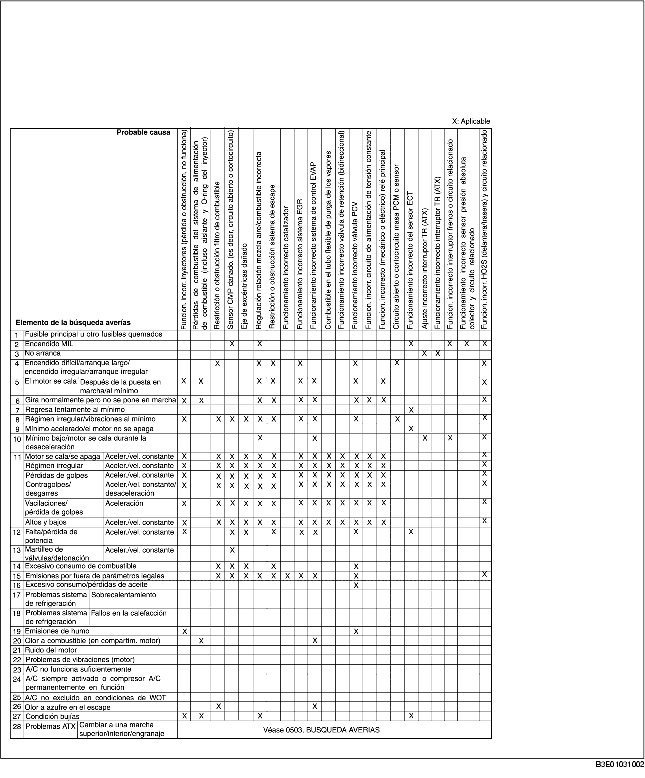 X: Aplicable
Probable causa
Funcion. incorr. inyectores (pérdida o obstrucción, no funciona)
Pérdidas de combustible del sistema de alimentación
de combustible (incluso aislante y O-ring del inyector)
Restricción o obstrucción filtro de combustible
Sensor CMP dañado. (es decir, circuito abierto o cortocircuito)
Eje de excéntricas dañado
Regulación relación mezcla aire/combustible incorrecta
Restricción o obstrucción sistema de escape
Funcionamiento incorrecto catalizador
Funcionamiento incorrecto sistema EGR
Funcionamiento incorrecto sistema de control EVAP
Combustible en el tubo flexible de purga de los vapores
Funcionamiento incorrecto válvula de retención (bidireccional)
Funcionamiento incorrecto válvula PCV
Funcion. incorr. circuito de alimentación de tensión constante
Funcion. incorrecto (mecánico o eléctrico) relé principal
Circuito abierto o cortocircuito masa PCM o sensor
Funcionamiento incorrecto del sensor ECT
Ajuste incorrecto interruptor TR (ATX)
Funcionamiento incorrecto interruptor TR (ATX)
Funcion. incorrecto interruptor frenos o circuito relacionado
Funcionamiento incorrecto sensor presión absoluta
colector y circuito relacionado
Funcion. incorr. HO2S (delantera/trasera) y circuito relacionado
Elemento de la búsqueda averías
1 Fusible principal u otro fusibles quemados
2 Encendido MIL X X X X X X
3 No arranca X X
4 Encendido difícil/arranque largo/
encendido irregular/arranque irregular X X X X X X X
5 El motor se cala Después de la puesta en
marcha/al mínimo X X X X X X X X X
6 Gira normalmente pero no se pone en marcha X X X X X X X X X X
7 Regresa lentamente al mínimo X
8 Régimen irregular/vibraciones al mínimo X X X X X X X X X X X
9 Mínimo acelerado/el motor no se apaga X
10 Mínimo bajo/motor se cala durante la
desaceleración X X X X X
11 Motor se cala/se apaga Aceler./vel. constante X X X X X X X X X X X X X X
Régimen irregular Aceler./vel. constante X X X X X X X X X X X X X X
Pérdidas de golpes Aceler./vel. constante X X X X X X X X X X X X X X
Contragolpes/
desgarres Aceler./vel. constante/
desaceleración X X X X X X X X X X X X X X
Vacilaciones/
pérdida de golpes Aceleración X X X X X X X X X X X X X X
Altos y bajos Aceler./vel. constante X X X X X X X X X X X X X X
12 Falta/pérdida de
potencia Aceler./vel. constante X X X X X X X X
13 Martilleo de
válvulas/detonación Aceler./vel. constante X
14 Excesivo consumo de combustible X X X X X
15 Emisiones por fuera de parámetros legales X X X X X X X X X X
16 Excesivo consumo/pérdidas de aceite X
17 Problemas sistema
de refrigeración Sobrecalentamiento
18 Problemas sistema
de refrigeración Fallos en la calefacción
19 Emisiones de humo X X
20 Olor a combustible (en compartim. motor) X X
21 Ruido del motor
22 Problemas de vibraciones (motor)
23 A/C no funciona suficientemente
24 A/C siempre activado o compresor A/C
permanentemente en función
25 A/C no excluido en condiciones de WOT
26 Olor a azufre en el escape X X
27 Condición bujías X X X X
28 Problemas ATX Cambiar a una marcha
superior/inferior/engranaje Véase 0503, BUSQUEDA AVERIAS
B3E01031002